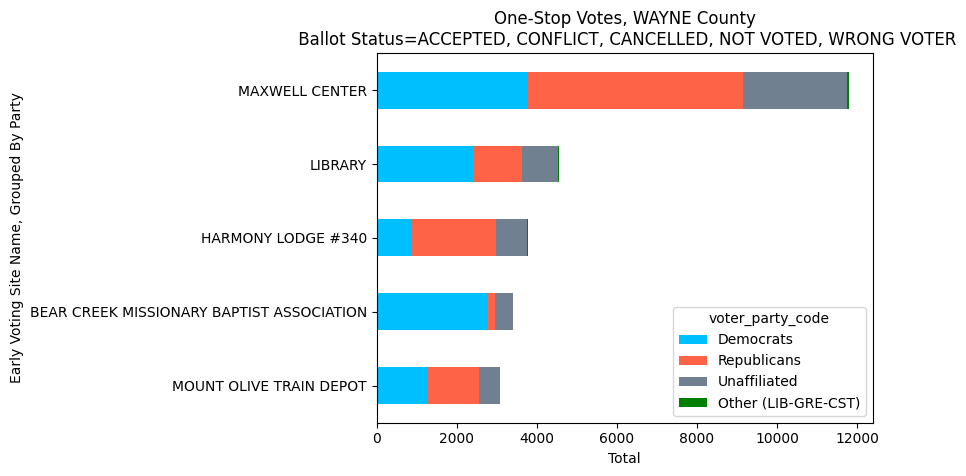 One-Stop Votes, WAYNE County
Ballot Status=ACCEPTED, CONFLICT, CANCELLED, NOT VOTED, WRONG VOTER
Early Voting Site Name, Grouped By Party
MAXWELL CENTER
LIBRARY
HARMONY LODGE #340
BEAR CREEK MISSIONARY BAPTIST ASSOCIATION
MOUNT OLIVE TRAIN DEPOT
voter_party_code
Democrats
Republicans
Unaffiliated
Other (LIB-GRE-CST)
0 2000 4000 6000 8000 10000 12000
Total